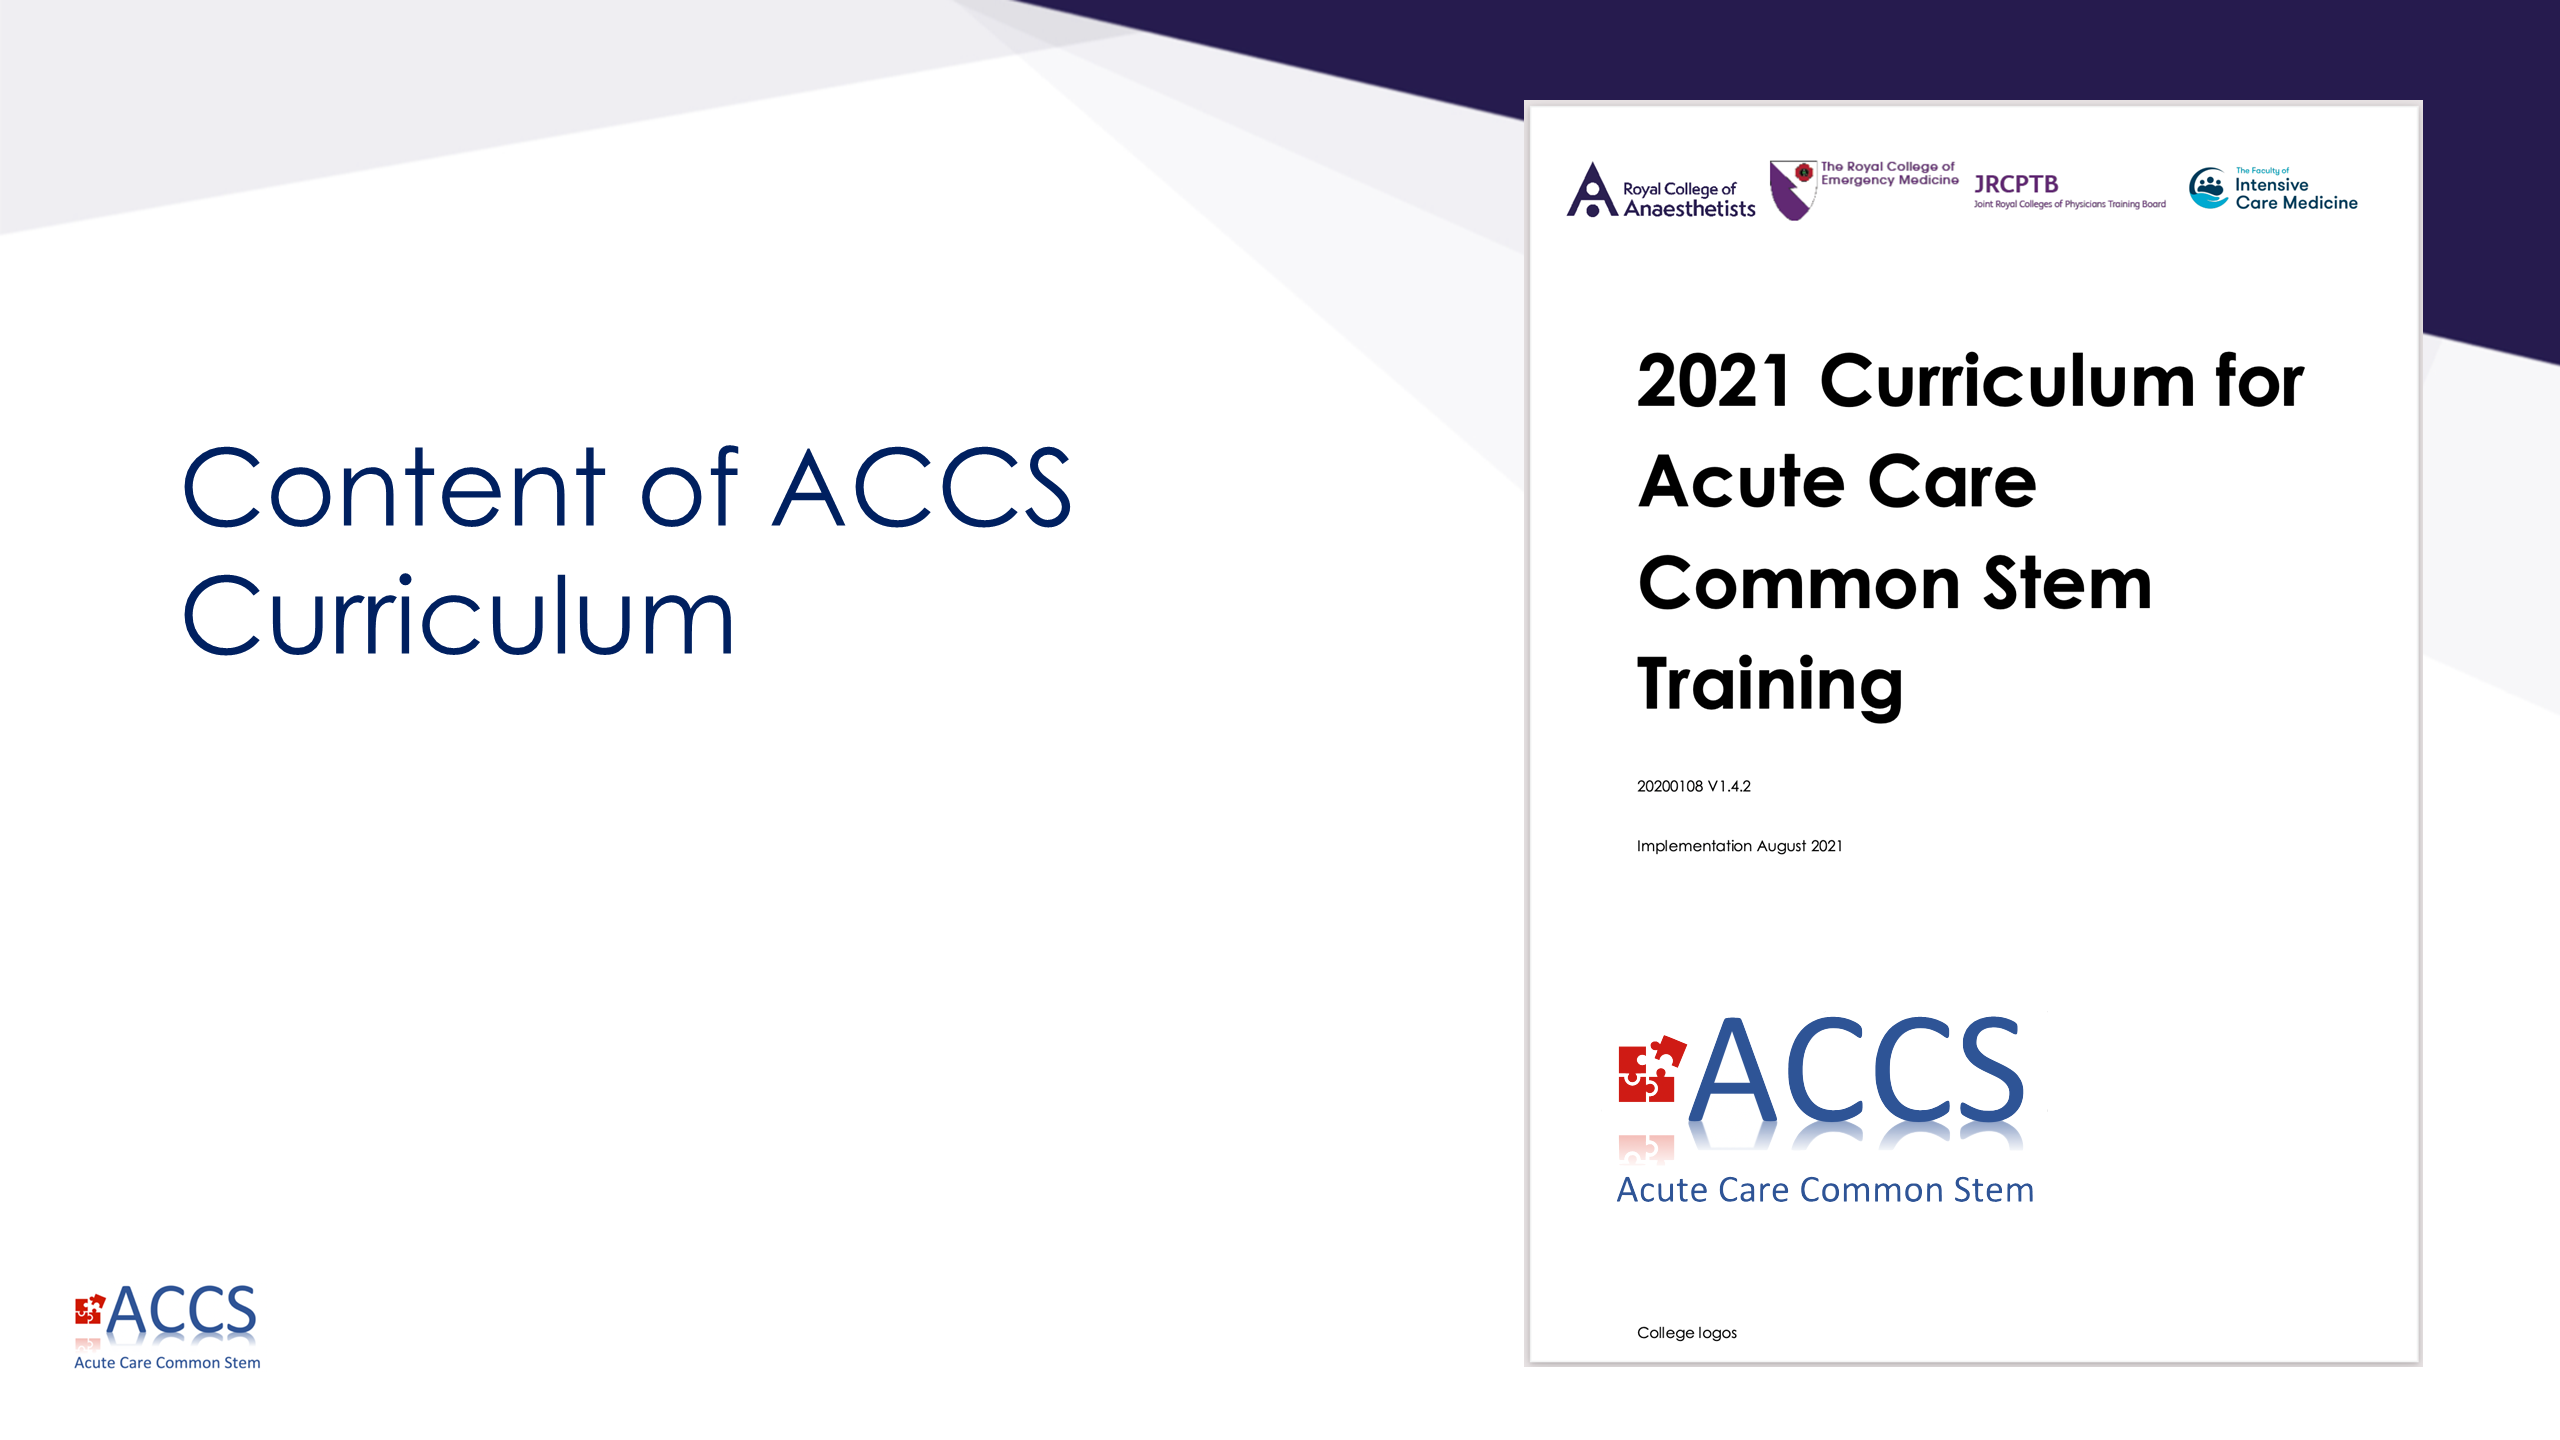 Content of ACCS
Curriculum
ACCS
Acute Care Common Stem
Royal College of
Anaesthetists
The Royal College of
Emergency Medicine
JRCPTB
Joint Royal Colleges of Physicians Training Board
The Faculty of
Intensive
Care Medicine
2021 Curriculum for
Acute Care
Common Stem
Training
20200108 V1.4.2
Implementation August 2021
ACCS
Acute Care Common Stem
College logos